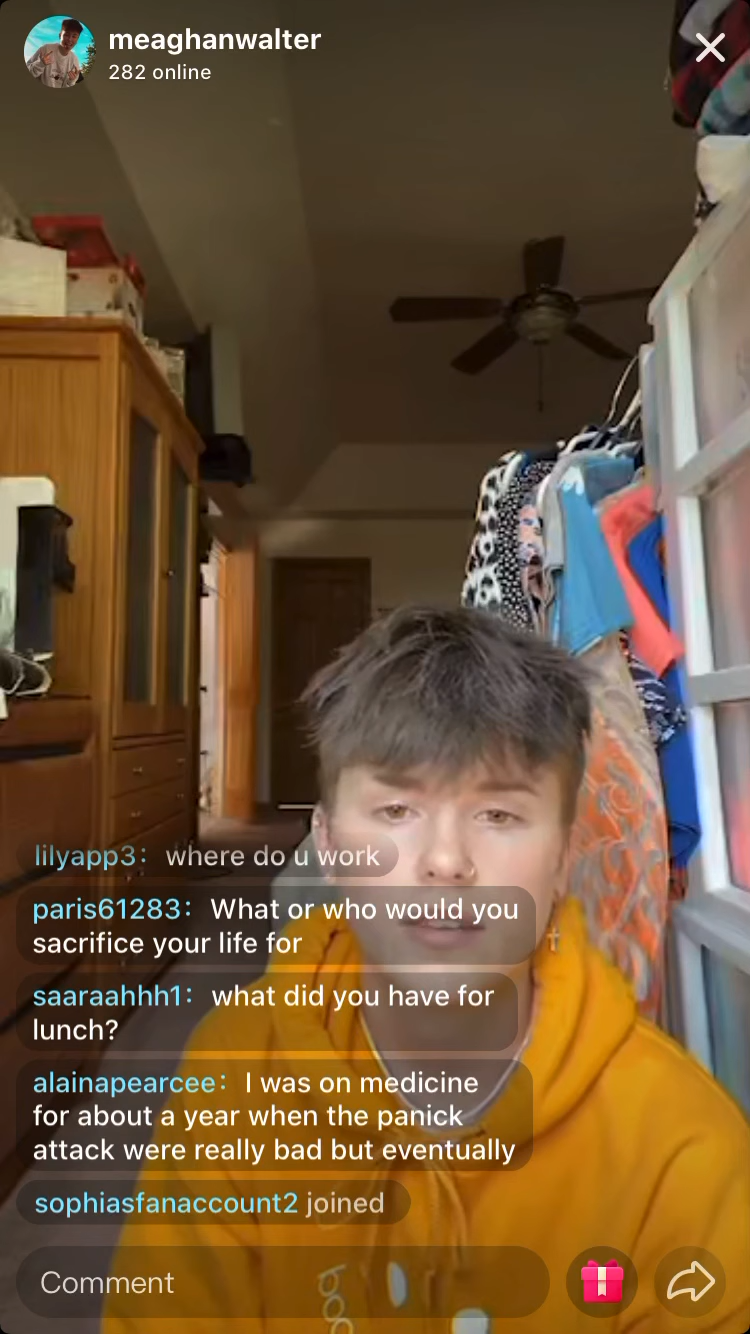 meaghanwalter
282 online
lilyapp3: where do u work
paris61283: What or who would you
sacrifice your life for
saaraahhh1: what did you have for
lunch?
alainapearcee: I was on medicine
for about a year when the panick
attack were really bad but eventually
sophiasfanaccount2 joined
Comment